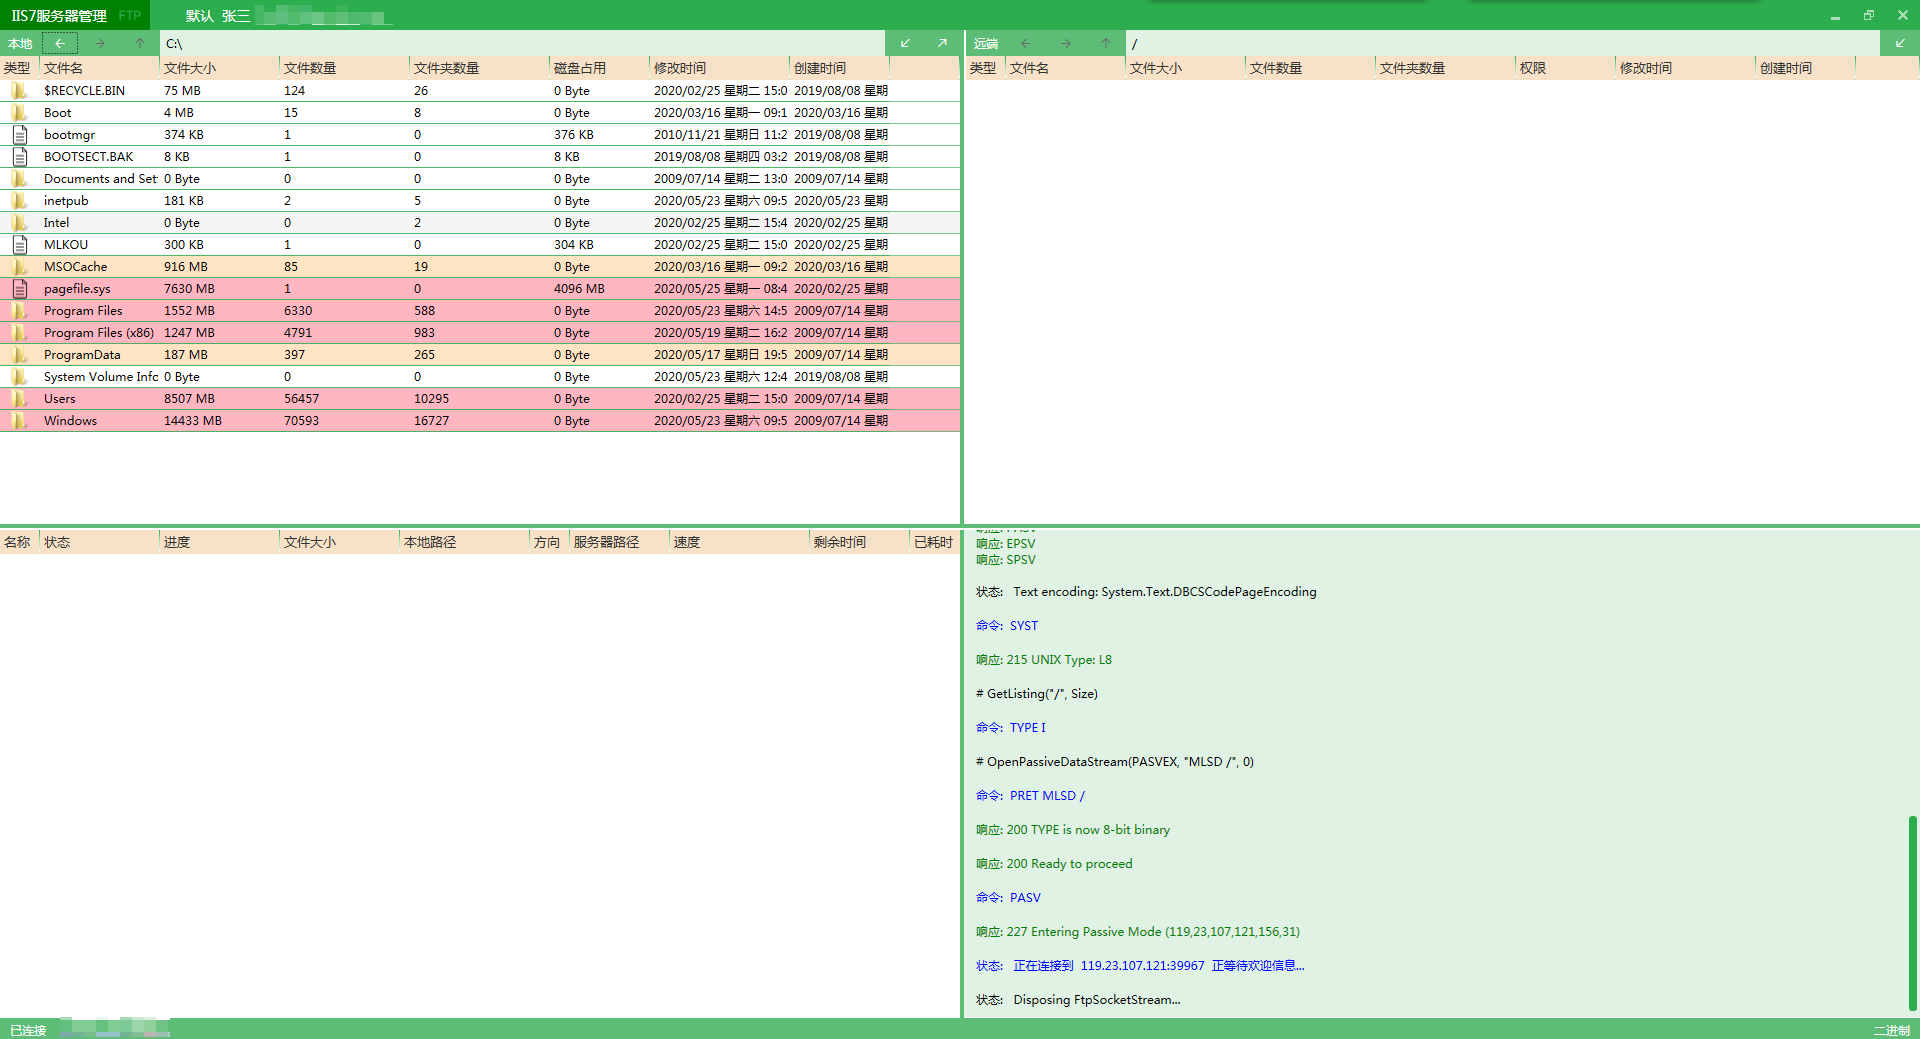 IIS7服务器管理 FTP 默认 张三
本地 C:\
类型 文件名 文件大小 文件数量 文件夹数量 磁盘占用 修改时间 创建时间
$RECYCLE.BIN 75 MB 124 26 0 Byte 2020/02/25 星期二 15:0 2019/08/08 星期
Boot 4 MB 15 8 0 Byte 2020/03/16 星期一 09:1 2020/03/16 星期
bootmgr 374 KB 1 0 376 KB 2010/11/21 星期日 11:2 2019/08/08 星期
BOOTSECT.BAK 8 KB 1 0 8 KB 2019/08/08 星期四 03:2 2019/08/08 星期
Documents and Set 0 Byte 0 0 0 Byte 2009/07/14 星期二 13:0 2009/07/14 星期
inetpub 181 KB 2 5 0 Byte 2020/05/23 星期六 09:5 2020/05/23 星期
Intel 0 Byte 0 2 0 Byte 2020/02/25 星期二 15:4 2020/02/25 星期
MLKOU 300 KB 1 0 304 KB 2020/02/25 星期二 15:0 2020/02/25 星期
MSOCache 916 MB 85 19 0 Byte 2020/03/16 星期一 09:2 2020/03/16 星期
pagefile.sys 7630 MB 1 0 4096 MB 2020/05/25 星期一 08:4 2020/02/25 星期
Program Files 1552 MB 6330 588 0 Byte 2020/05/23 星期六 14:5 2009/07/14 星期
Program Files (x86) 1247 MB 4791 983 0 Byte 2020/05/19 星期二 16:2 2009/07/14 星期
ProgramData 187 MB 397 265 0 Byte 2020/05/17 星期日 19:5 2009/07/14 星期
System Volume Info 0 Byte 0 0 0 Byte 2020/05/23 星期六 12:4 2019/08/08 星期
Users 8507 MB 56457 10295 0 Byte 2020/02/25 星期二 15:0 2009/07/14 星期
Windows 14433 MB 70593 16727 0 Byte 2020/05/23 星期六 09:5 2009/07/14 星期
远端 /
类型 文件名 文件大小 文件数量 文件夹数量 权限 修改时间 创建时间
名称 状态 进度 文件大小 本地路径 方向 服务器路径 速度 剩余时间 已耗时
响应: PASV
响应: EPSV
响应: SPSV
状态: Text encoding: System.Text.DBCSCodePageEncoding
命令: SYST
响应: 215 UNIX Type: L8
# GetListing("/", Size)
命令: TYPE I
# OpenPassiveDataStream(PASVEX, "MLSD /", 0)
命令: PRET MLSD /
响应: 200 TYPE is now 8-bit binary
响应: 200 Ready to proceed
命令: PASV
响应: 227 Entering Passive Mode (119,23,107,121,156,31)
状态: 正在连接到 119.23.107.121:39967 正等待欢迎信息...
状态: Disposing FtpSocketStream...
已连接
二进制